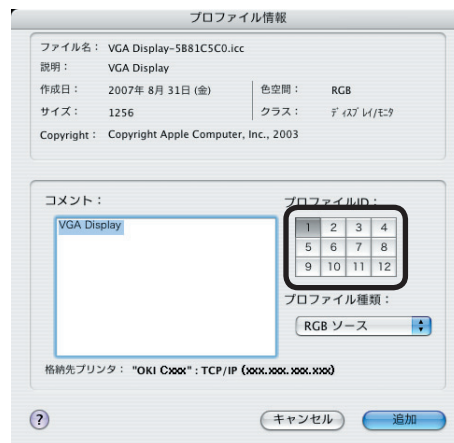 プロファイル情報
ファイル名： VGA Display-5B81C5C0.icc
説明： VGA Display
作成日： 2007年 8月 31日 (金) 色空間： RGB
サイズ： 1256 クラス： ﾃﾞｨｽﾌﾟﾚｲ/ﾓﾆﾀ
Copyright： Copyright Apple Computer, Inc., 2003
コメント： プロファイルID：
VGA Display
1 2 3 4
5 6 7 8
9 10 11 12
プロファイル種類：
RGB ソース
格納先プリンタ： "OKI Cxxx" : TCP/IP (xxx.xxx.xxx.xxx)
? キャンセル 追加